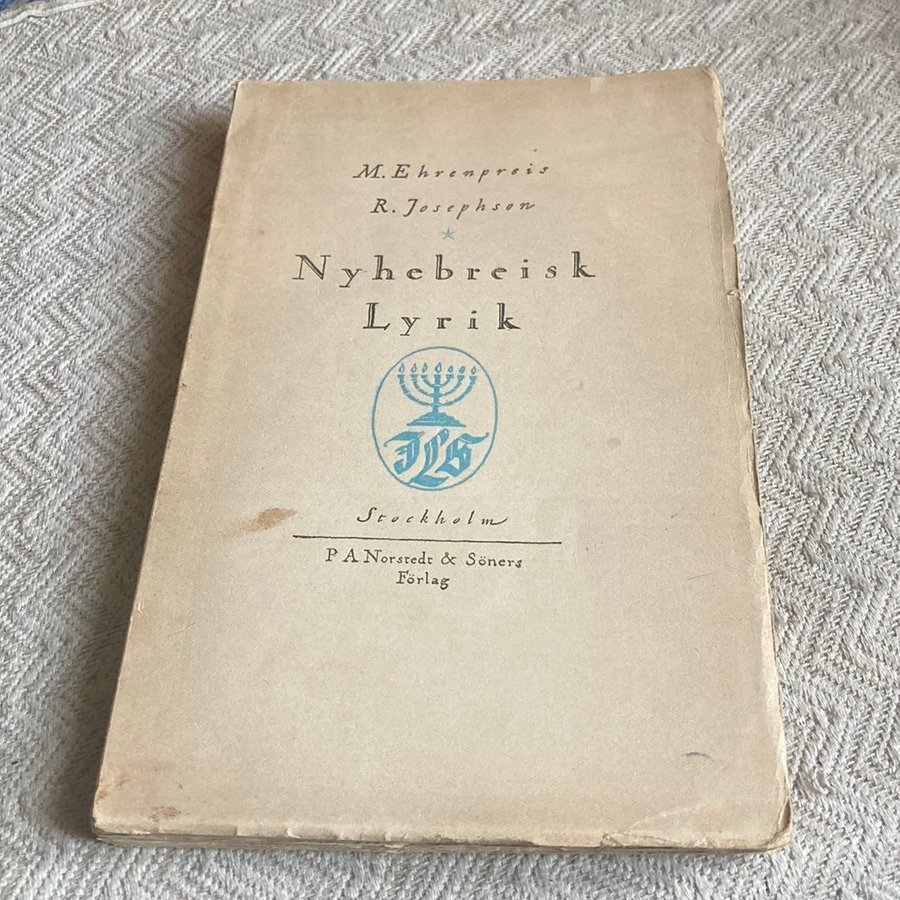 M. Ehrenpreis
R. Josephson
*
Nyhebreisk
Lyrik
JLS
Stockholm
P A Norstedt & Söners
Förlag